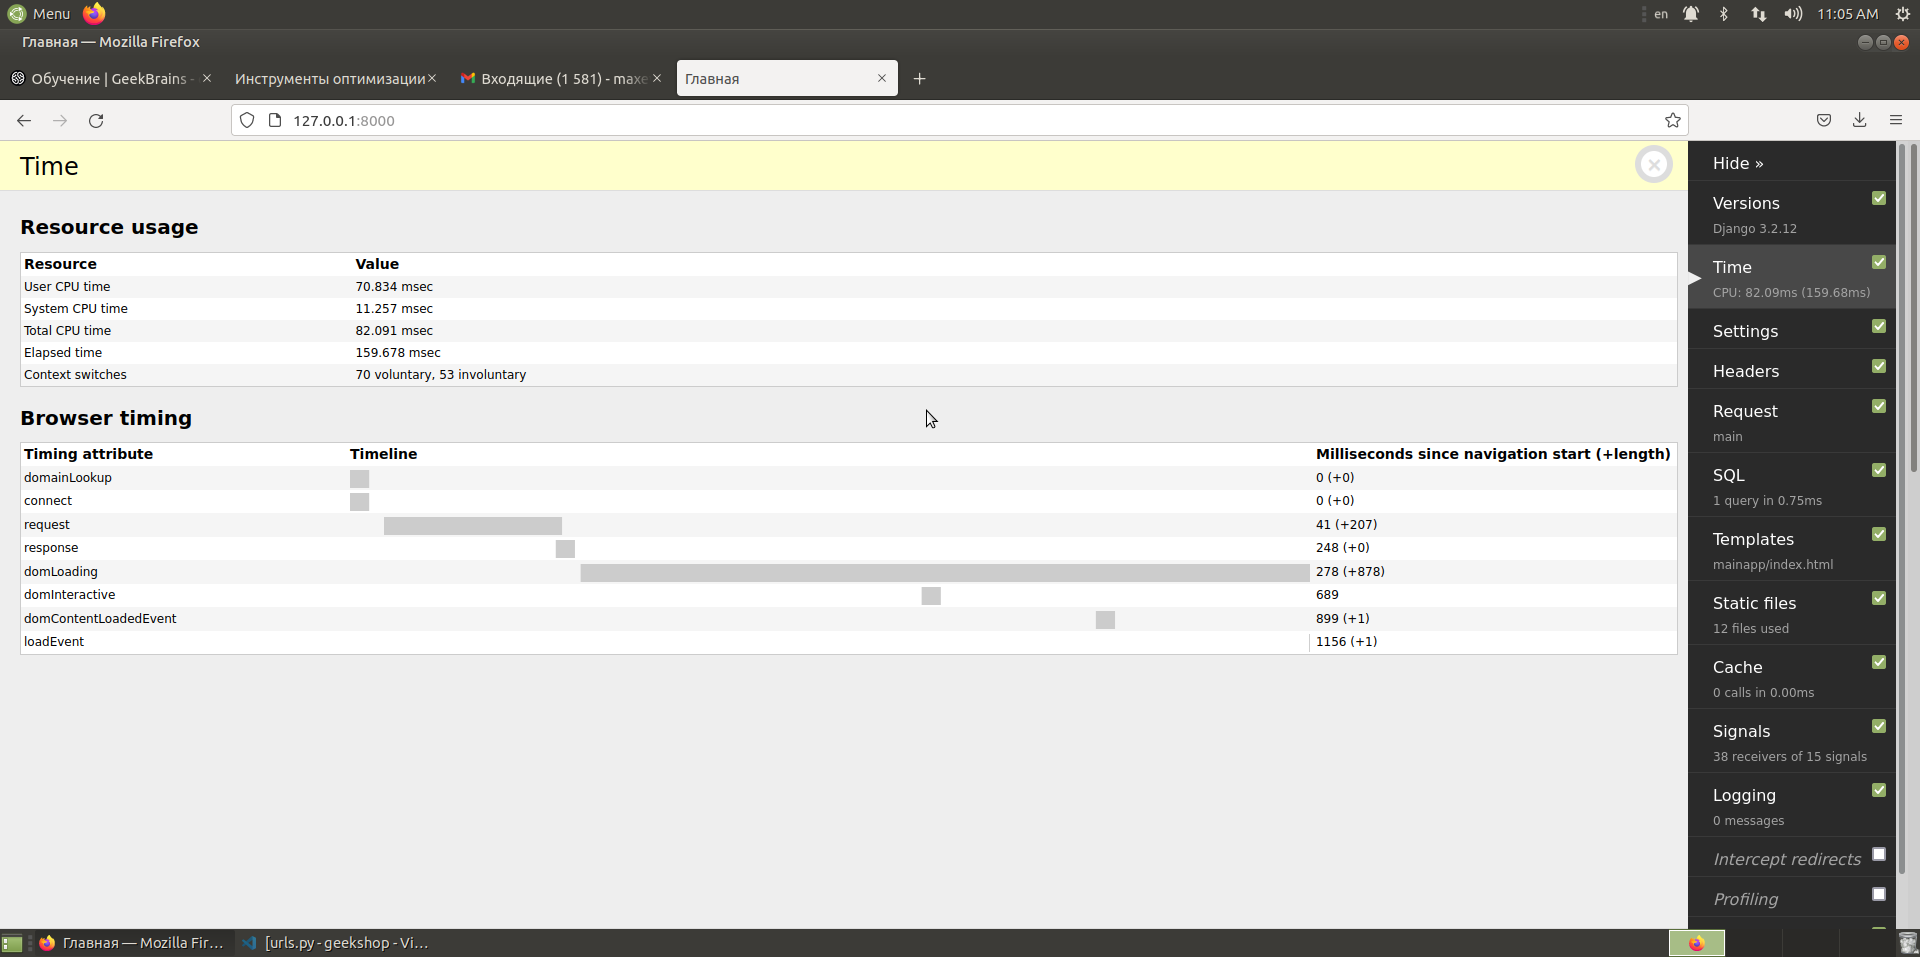 Menu
en
11:05 AM
Главная — Mozilla Firefox
Обучение | GeekBrains -
Инструменты оптимизации
Входящие (1 581) - maxe
Главная
127.0.0.1:8000
Time
Resource usage
Resource Value
User CPU time 70.834 msec
System CPU time 11.257 msec
Total CPU time 82.091 msec
Elapsed time 159.678 msec
Context switches 70 voluntary, 53 involuntary
Browser timing
Timing attribute Timeline Milliseconds since navigation start (+length)
domainLookup 0 (+0)
connect 0 (+0)
request 41 (+207)
response 248 (+0)
domLoading 278 (+878)
domInteractive 689
domContentLoadedEvent 899 (+1)
loadEvent 1156 (+1)
Hide »
Versions
Django 3.2.12
Time
CPU: 82.09ms (159.68ms)
Settings
Headers
Request
main
SQL
1 query in 0.75ms
Templates
mainapp/index.html
Static files
12 files used
Cache
0 calls in 0.00ms
Signals
38 receivers of 15 signals
Logging
0 messages
Intercept redirects
Profiling
Главная — Mozilla Fir...
[urls.py - geekshop - Vi...